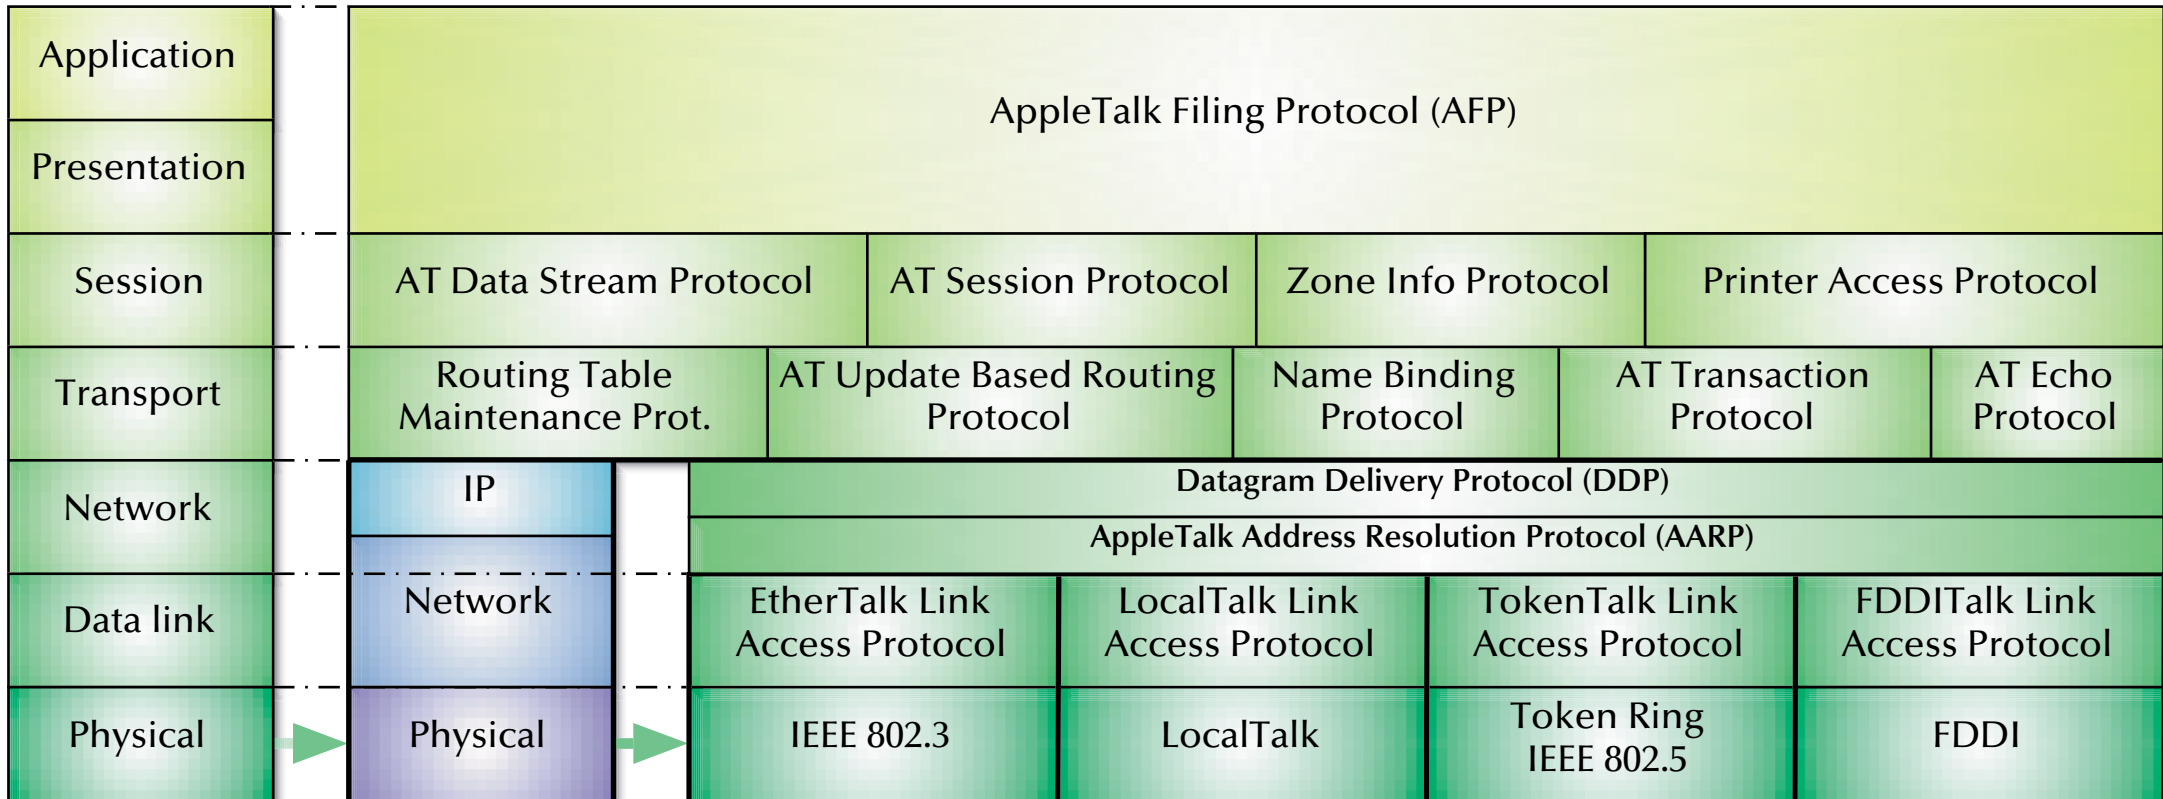 Application
Presentation
AppleTalk Filing Protocol (AFP)
Session
AT Data Stream Protocol
AT Session Protocol
Zone Info Protocol
Printer Access Protocol
Transport
Routing Table
Maintenance Prot.
AT Update Based Routing
Protocol
Name Binding
Protocol
AT Transaction
Protocol
AT Echo
Protocol
Network
IP
Datagram Delivery Protocol (DDP)
AppleTalk Address Resolution Protocol (AARP)
Data link
Network
EtherTalk Link
Access Protocol
LocalTalk Link
Access Protocol
TokenTalk Link
Access Protocol
FDDITalk Link
Access Protocol
Physical
Physical
IEEE 802.3
LocalTalk
Token Ring
IEEE 802.5
FDDI